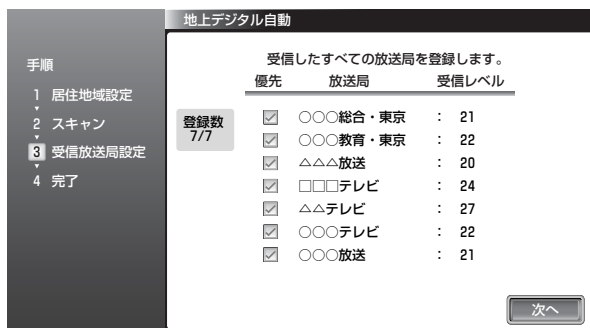 地上デジタル自動
手順
1 居住地域設定
2 スキャン
3 受信放送局設定
4 完了
受信したすべての放送局を登録します。
優先 放送局 受信レベル
登録数
7/7
○○○総合・東京 : 21
○○○教育・東京 : 22
△△△放送 : 20
□□□テレビ : 24
△△テレビ : 27
○○○テレビ : 22
○○○放送 : 21
次へ